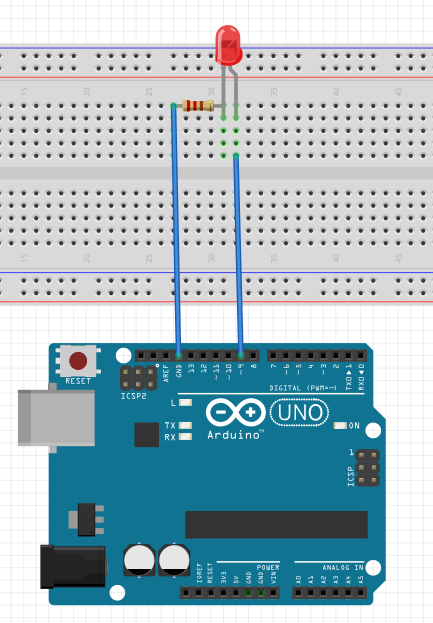 15 20 25 30 35 40 45
15 20 25 30 35 40 45
RESET
ICSP2
AREF
GND
13
12
~11
~10
~9
8
7
~6
~5
4
~3
2
TX0▶1
RX0◀0
DIGITAL (PWM=~)
L
TX
RX
UNO
Arduino™
ON
1
ICSP
IOREF
RESET
3V3
5V
GND
GND
VIN
POWER
ANALOG IN
A0
A1
A2
A3
A4
A5